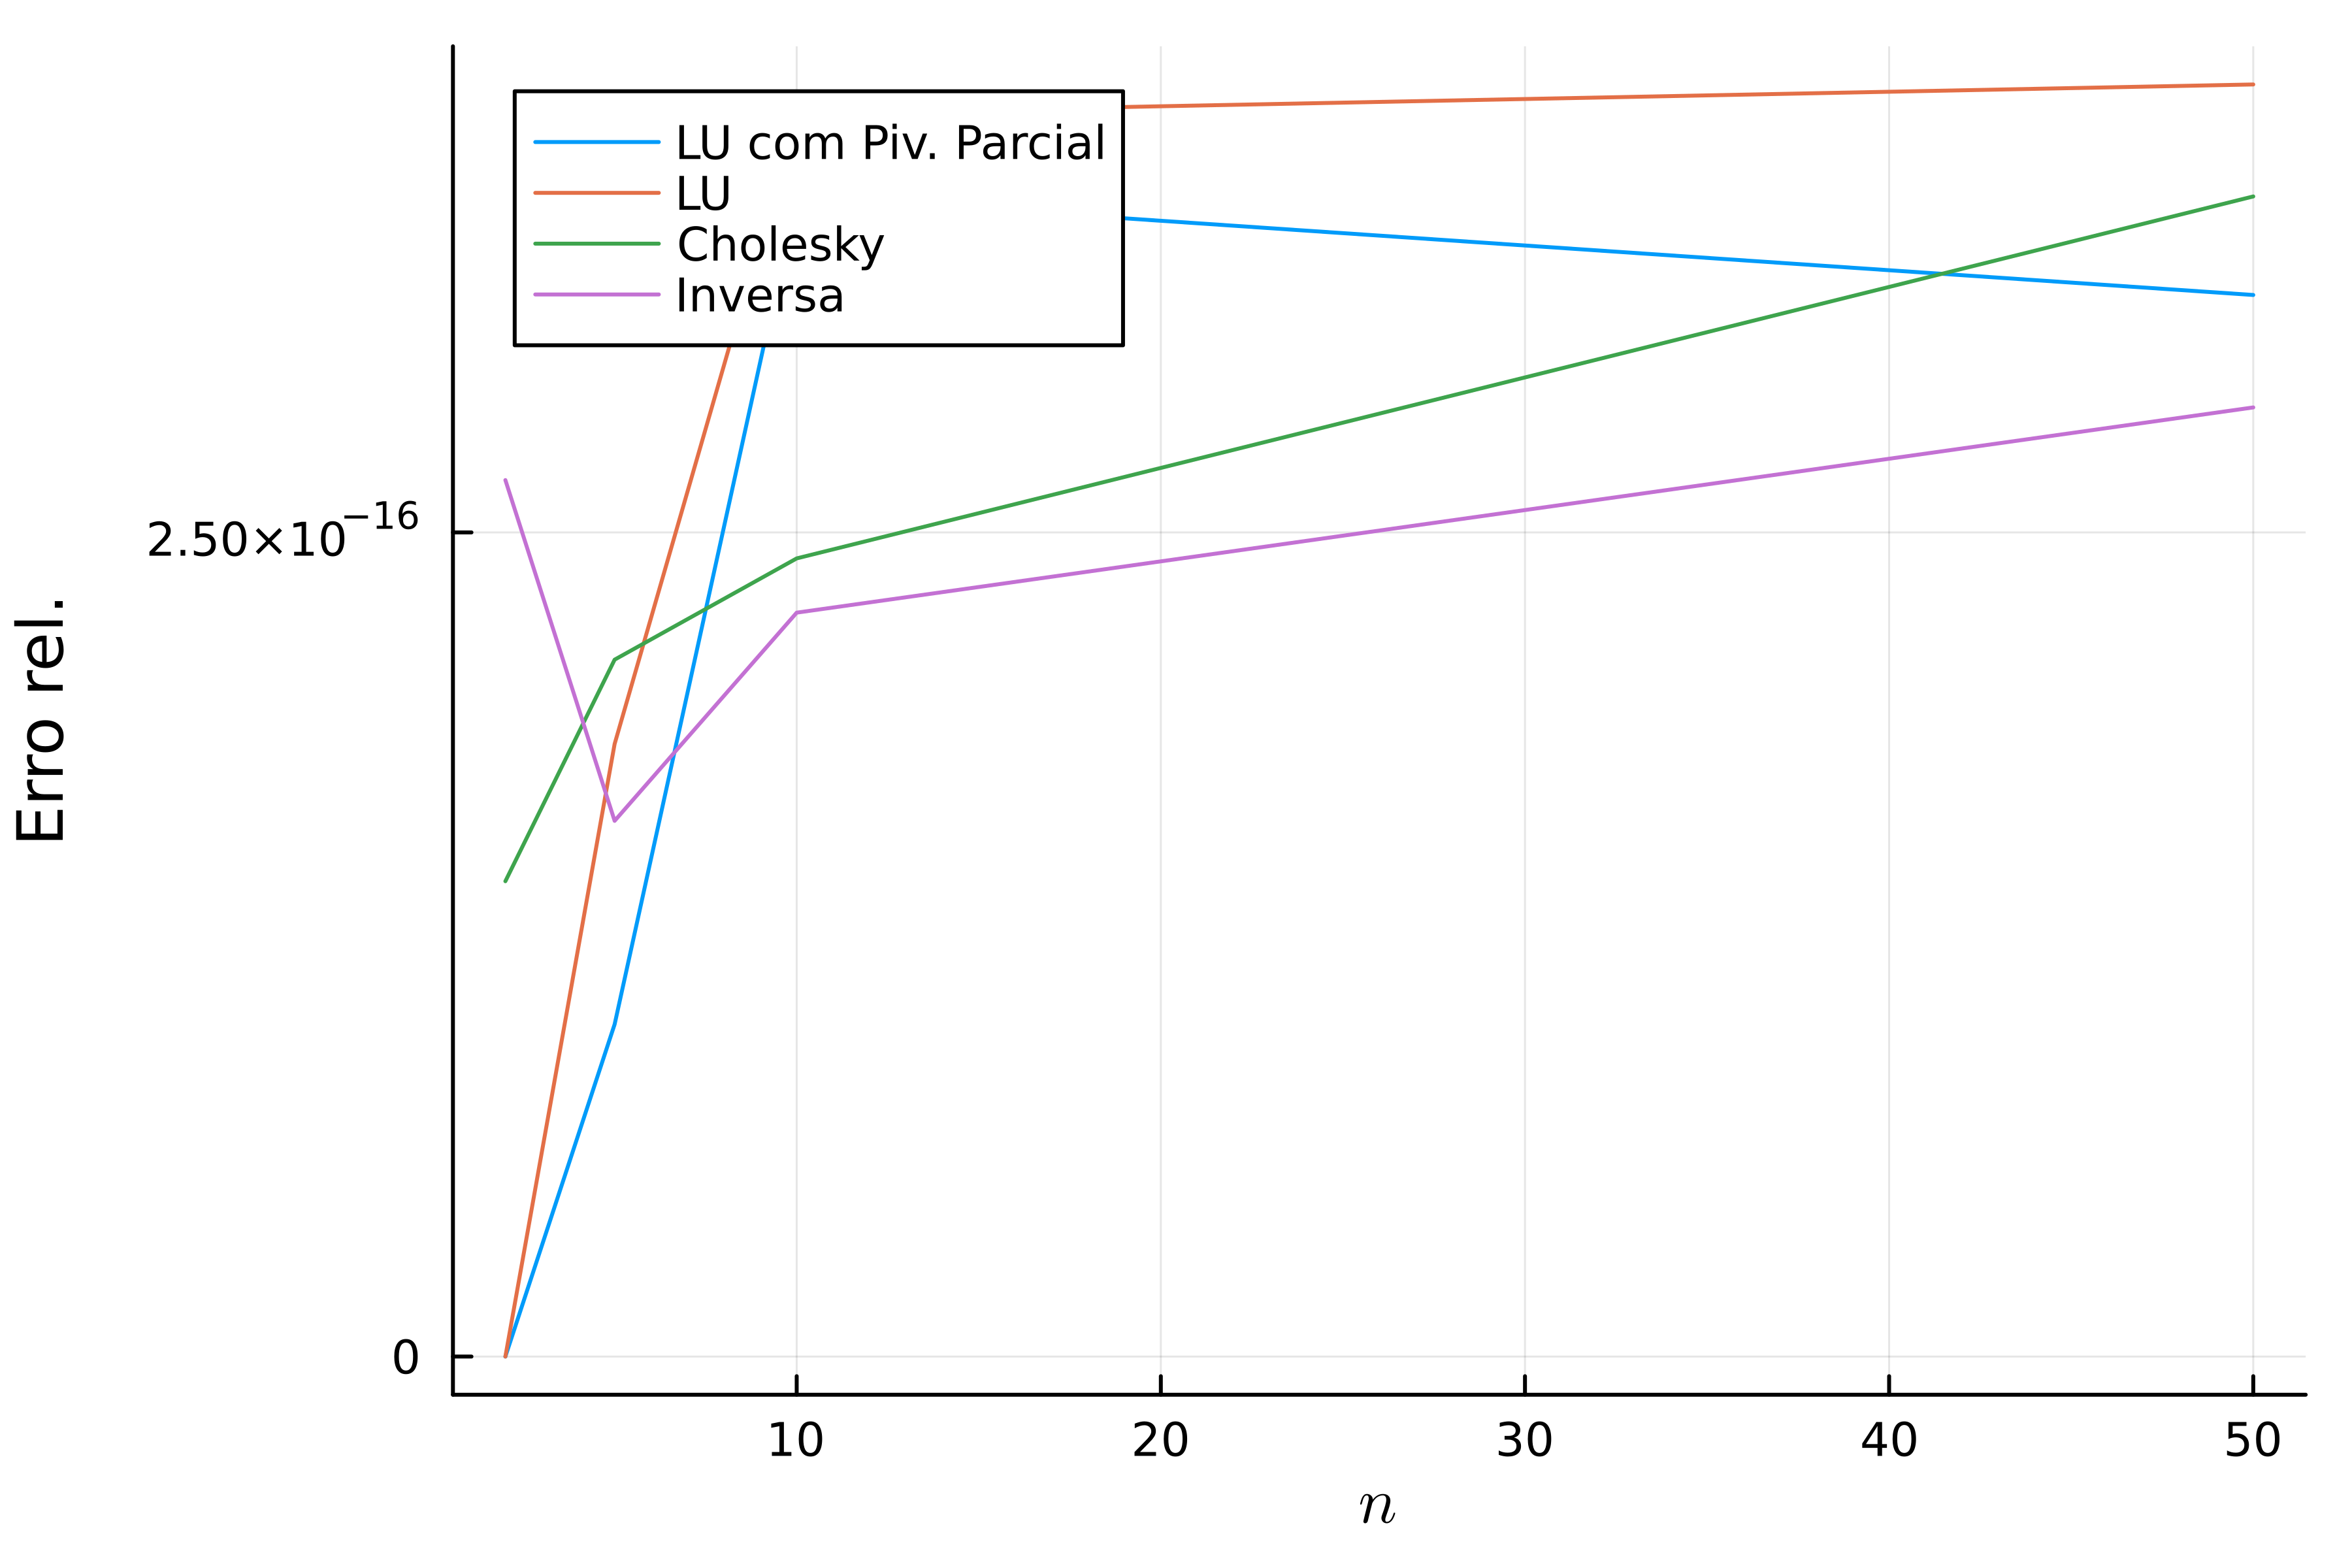 LU com Piv. Parcial
LU
Cholesky
Inversa
2.50×10⁻¹⁶
0
Erro rel.
10 20 30 40 50
n